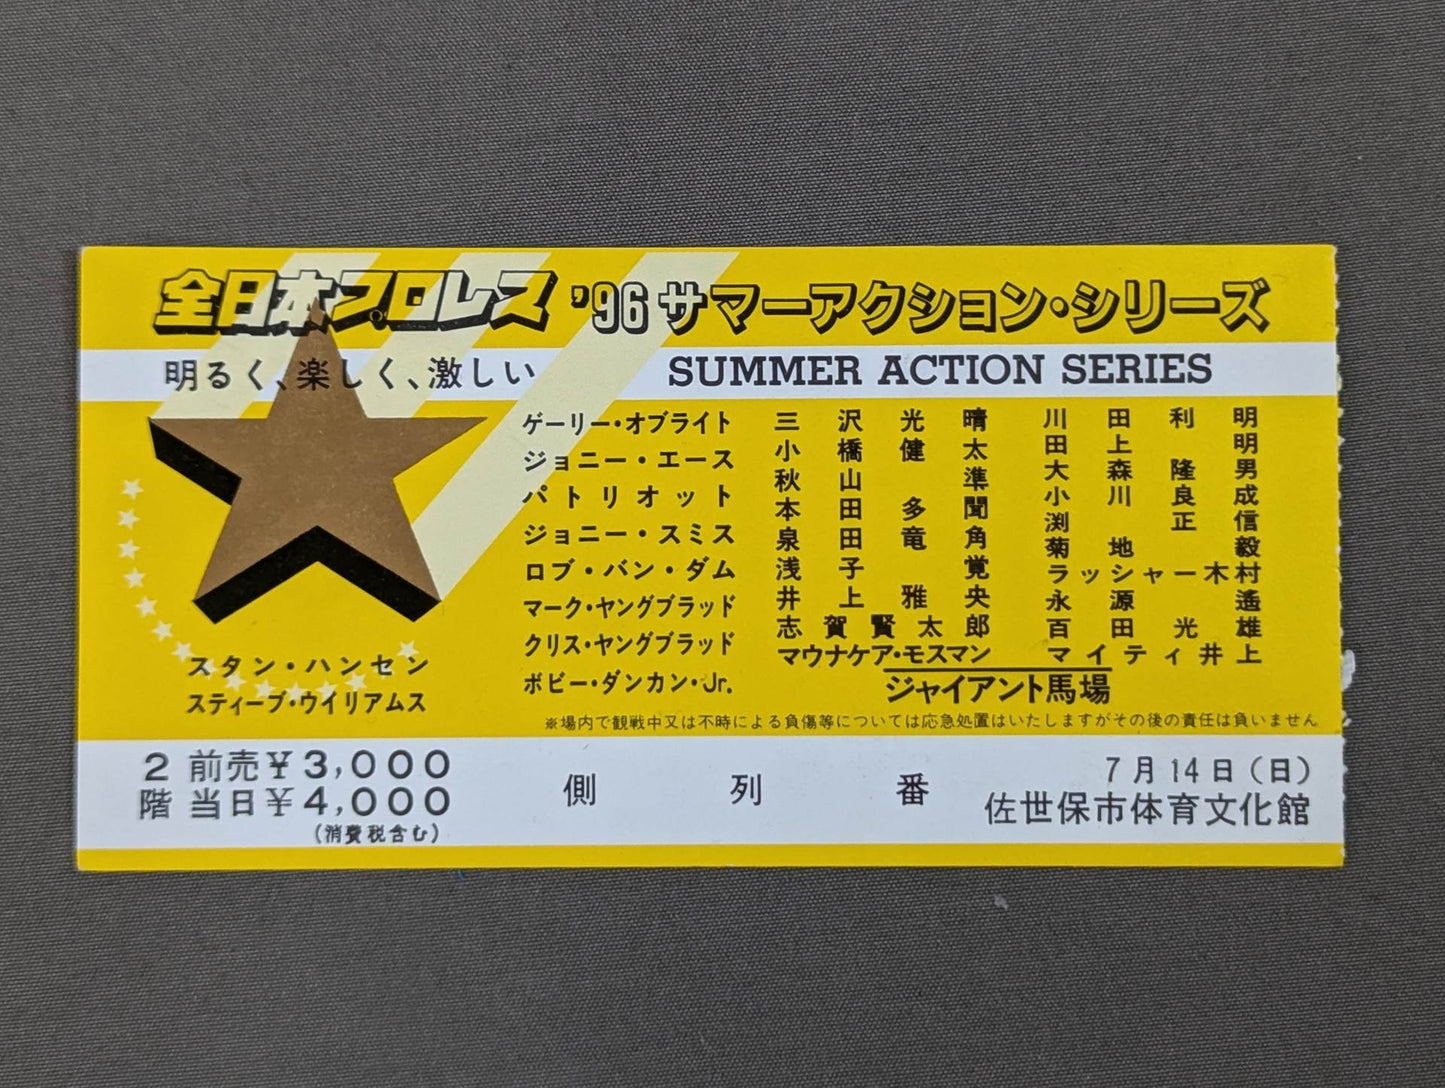 全日本プロレス '96サマーアクション・シリーズ
明るく、楽しく、激しい SUMMER ACTION SERIES
スタン・ハンセン
スティーブ・ウイリアムス
ゲーリー・オブライト
ジョニー・エース
パトリオット
ジョニー・スミス
ロブ・バン・ダム
マーク・ヤングブラッド
クリス・ヤングブラッド
ボビー・ダンカン・Jr.
三沢光晴
小橋健太
秋山準
本田多聞
泉田竜角
浅子覚
井上雅央
志賀賢太郎
マウナケア・モスマン
川田利明
田上明
大森隆男
小川良成
渕正信
菊地毅
ラッシャー木村
永源遙
百田光雄
マイティ井上
ジャイアント馬場
※場内で観戦中又は不時による負傷等については応急処置はいたしますがその後の責任は負いません
2階 前売¥3,000
当日¥4,000
(消費税含む)
側 列 番
7月14日(日)
佐世保市体育文化館